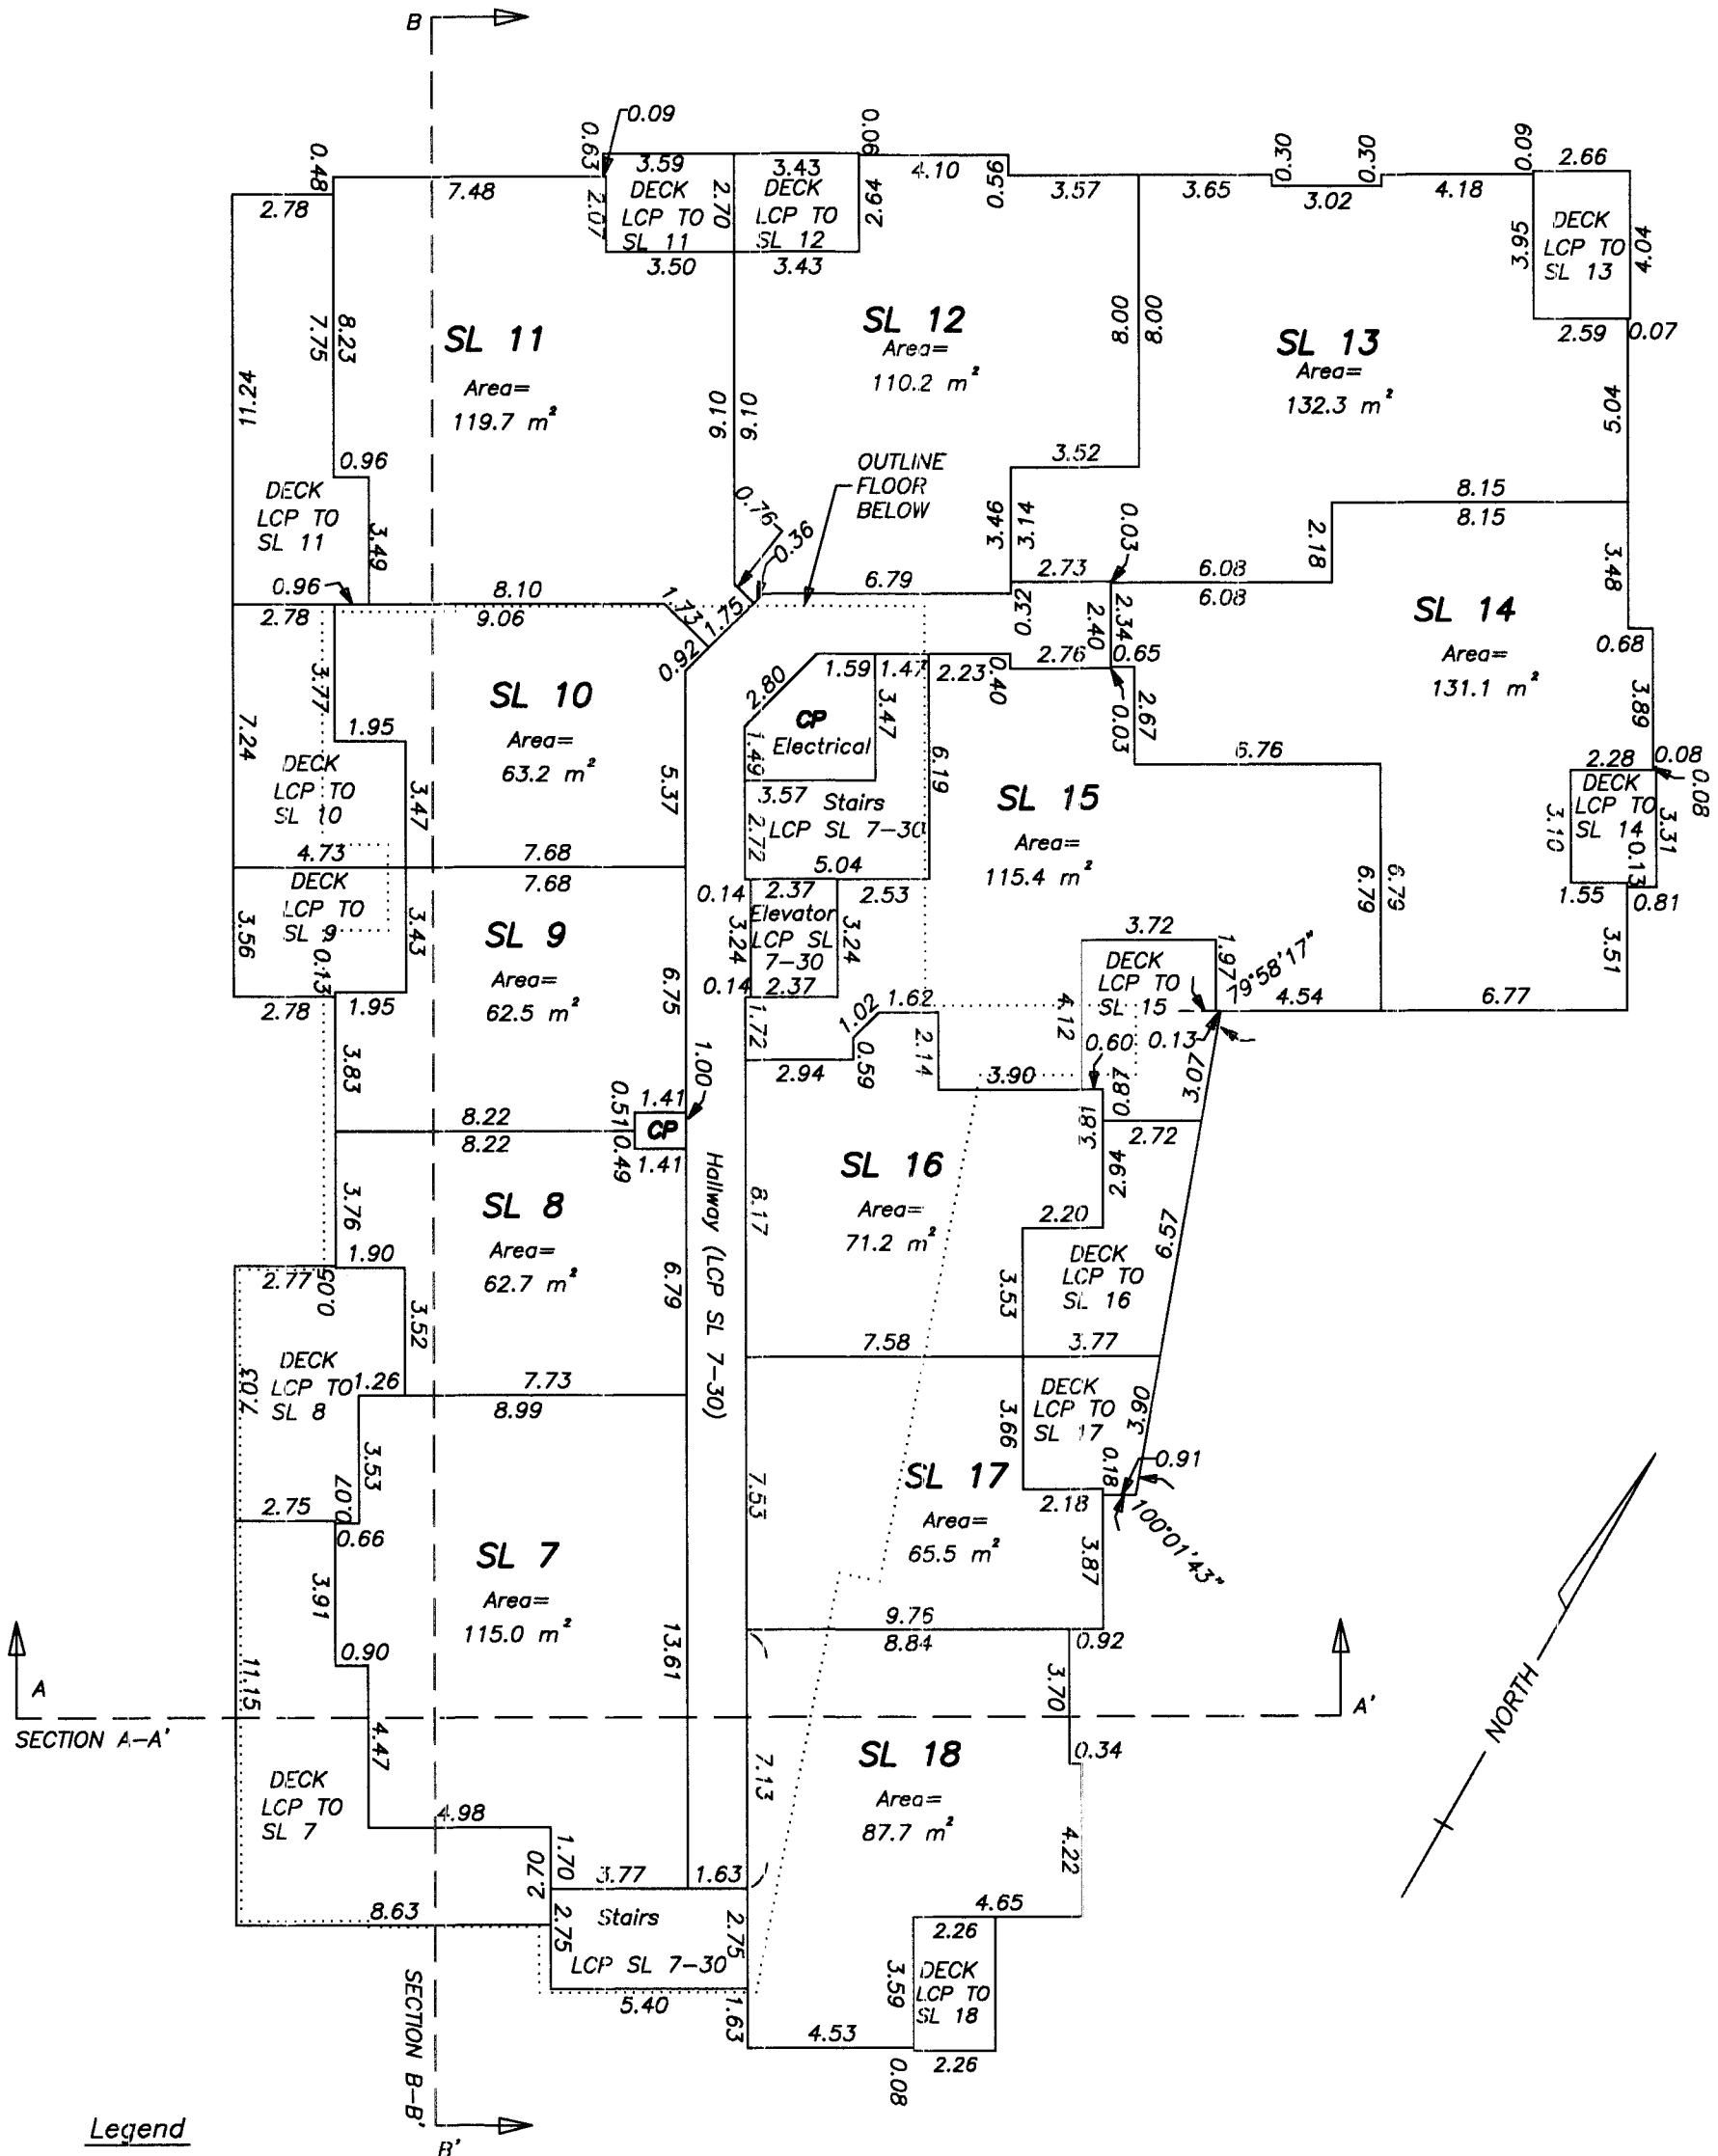 B
0.09
0.63
0.06
0.30
0.30
0.09
2.66
0.48
3.59
3.43
4.10
0.56
3.57
3.65
3.02
4.18
2.78
7.48
2.07
DECK
LCP TO
SL 11
2.70
DECK
LCP TO
SL 12
2.64
3.50
3.43
3.95
DECK
LCP TO
SL 13
4.04
2.59
0.07
11.24
7.75
8.23
SL 11
Area=
119.7 m²
SL 12
Area=
110.2 m²
8.00
8.00
SL 13
Area=
132.3 m²
9.10
9.10
5.04
0.96
OUTLINE
FLOOR
BELOW
3.52
DECK
LCP TO
SL 11
3.49
0.76
0.36
3.46
3.14
0.03
2.18
8.15
8.15
3.48
0.96
8.10
2.78
9.06
1.73
1.75
6.79
2.73
6.08
6.08
0.32
2.40
2.34
SL 14
Area=
131.1 m²
0.68
3.77
0.92
2.80
1.59
1.47
2.23
0.40
2.76
0.65
3.89
7.24
1.95
SL 10
Area=
63.2 m²
5.37
CP
Electrical
3.47
1.49
6.19
0.03
2.67
6.76
DECK
LCP TO
SL 10
3.47
3.57
Stairs
LCP SL 7-30
2.72
SL 15
Area=
115.4 m²
2.28
0.08
0.08
DECK
LCP TO
SL 14
3.10
3.31
0.13
1.55
0.81
4.73
7.68
7.68
5.04
0.14
2.37
2.53
6.79
6.79
DECK
LCP TO
SL 9
3.56
0.13
3.43
SL 9
Area=
62.5 m²
6.75
Elevator
LCP SL
7-30
3.24
3.24
0.14
2.37
3.72
1.97
79°58'17"
3.51
DECK
LCP TO
SL 15
2.78
1.95
1.62
1.02
4.12
4.54
6.77
1.72
0.59
2.14
0.60
0.13
3.83
1.00
2.94
3.90
0.87
3.07
8.22
8.22
0.51
1.41
CP
0.49
1.41
3.81
2.72
SL 16
Area=
71.2 m²
2.94
3.76
SL 8
Area=
62.7 m²
Hallway (LCP SL 7-30)
8.17
2.20
6.57
1.90
2.77
0.05
6.79
DECK
LCP TO
SL 16
3.53
3.52
7.58
3.77
DECK
LCP TO
SL 8
7.03
1.26
7.73
8.99
DECK
LCP TO
SL 17
3.66
3.90
3.53
0.07
7.53
SL 17
Area=
65.5 m²
0.18
0.91
2.18
100°01'43"
2.75
0.66
SL 7
Area=
115.0 m²
3.91
3.87
9.76
8.84
0.92
0.90
11.15
13.61
3.70
NORTH
A
SECTION A-A'
A'
4.47
7.13
SL 18
Area=
87.7 m²
0.34
DECK
LCP TO
SL 7
4.98
4.22
1.70
2.70
3.77
1.63
4.65
8.63
2.75
Stairs
LCP SL 7-30
2.75
2.26
DECK
LCP TO
SL 18
3.59
5.40
1.63
4.53
2.26
0.08
SECTION B-B'
Legend
B'